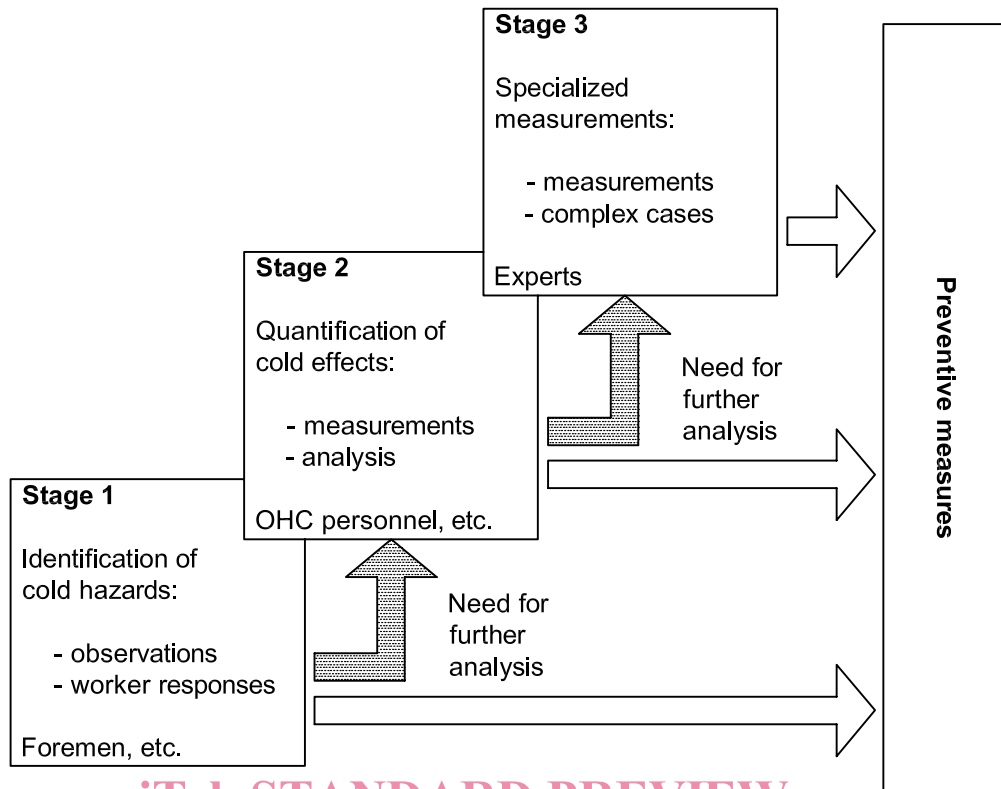 Stage 1
Identification of
cold hazards:
- observations
- worker responses
Foremen, etc.
Need for
further
analysis
Stage 2
Quantification of
cold effects:
- measurements
- analysis
OHC personnel, etc.
Need for
further
analysis
Stage 3
Specialized
measurements:
- measurements
- complex cases
Experts
Preventive measures
STANDARD PREVIEW